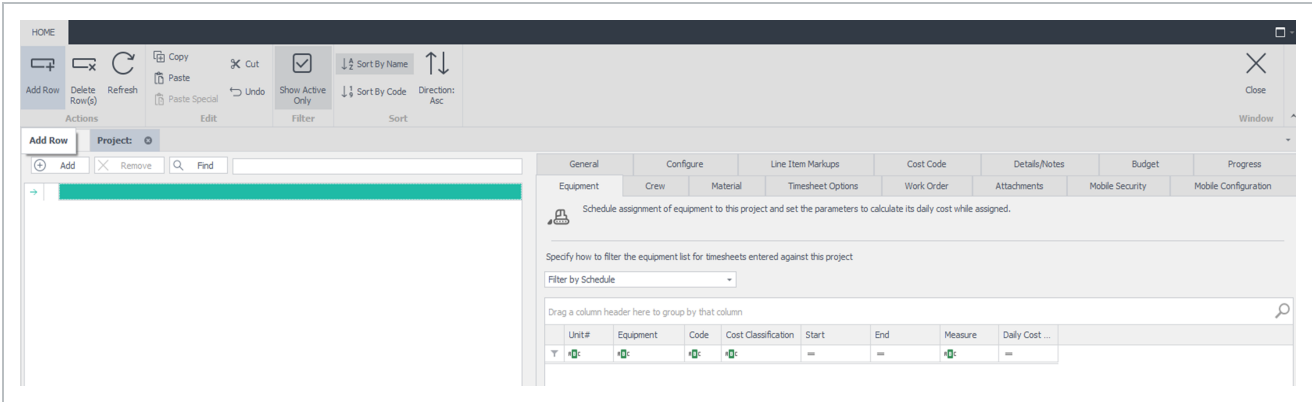 HOME
Add Row
Delete Row(s)
Refresh
Copy
Paste
Paste Special
Cut
Undo
Show Active Only
Sort By Name
Sort By Code
Direction: Asc
Close
Actions
Edit
Filter
Sort
Window
Add Row
Project:
Add
Remove
Find
General
Configure
Line Item Markups
Cost Code
Details/Notes
Budget
Progress
Equipment
Crew
Material
Timesheet Options
Work Order
Attachments
Mobile Security
Mobile Configuration
Schedule assignment of equipment to this project and set the parameters to calculate its daily cost while assigned.
Specify how to filter the equipment list for timesheets entered against this project
Filter by Schedule
Drag a column header here to group by that column
Unit#
Equipment
Code
Cost Classification
Start
End
Measure
Daily Cost ...